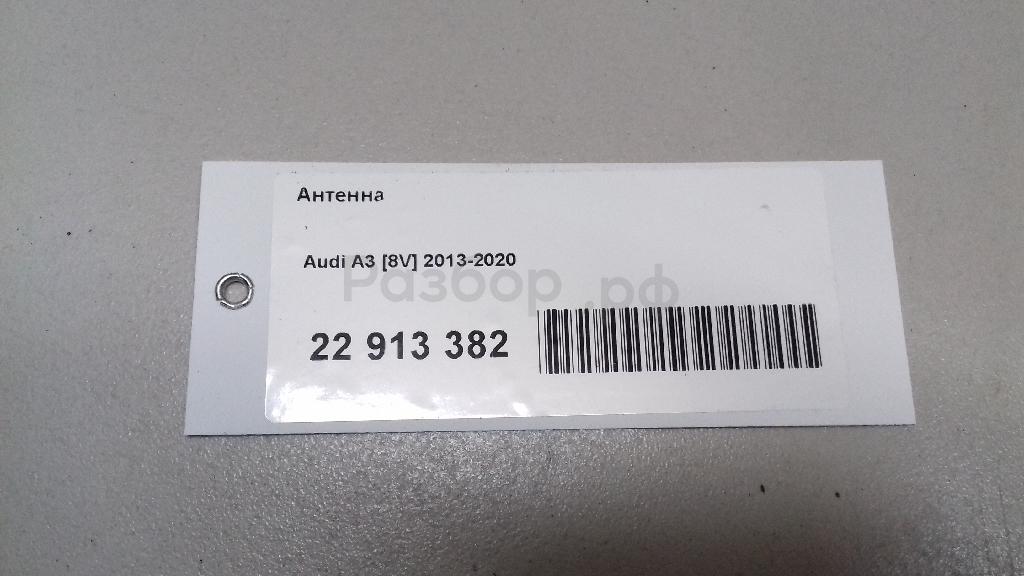 Антенна
Audi A3 [8V] 2013-2020
Разбор.рф
22 913 382